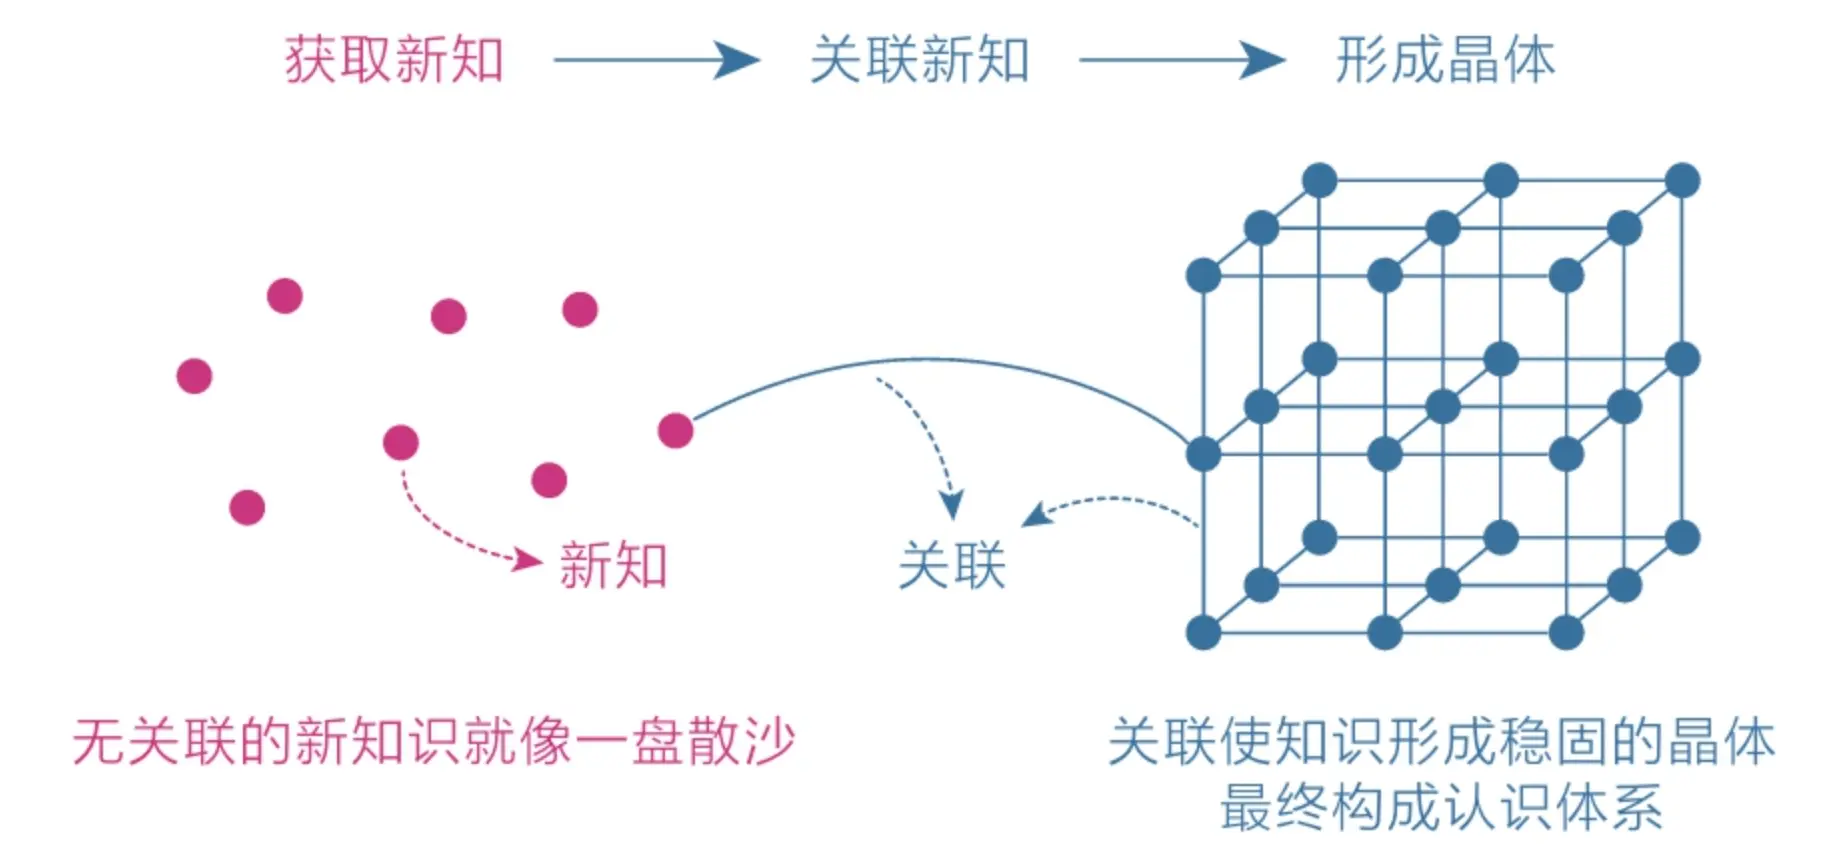 获取新知
关联新知
形成晶体
新知
关联
无关联的新知识就像一盘散沙
关联使知识形成稳固的晶体
最终构成认识体系